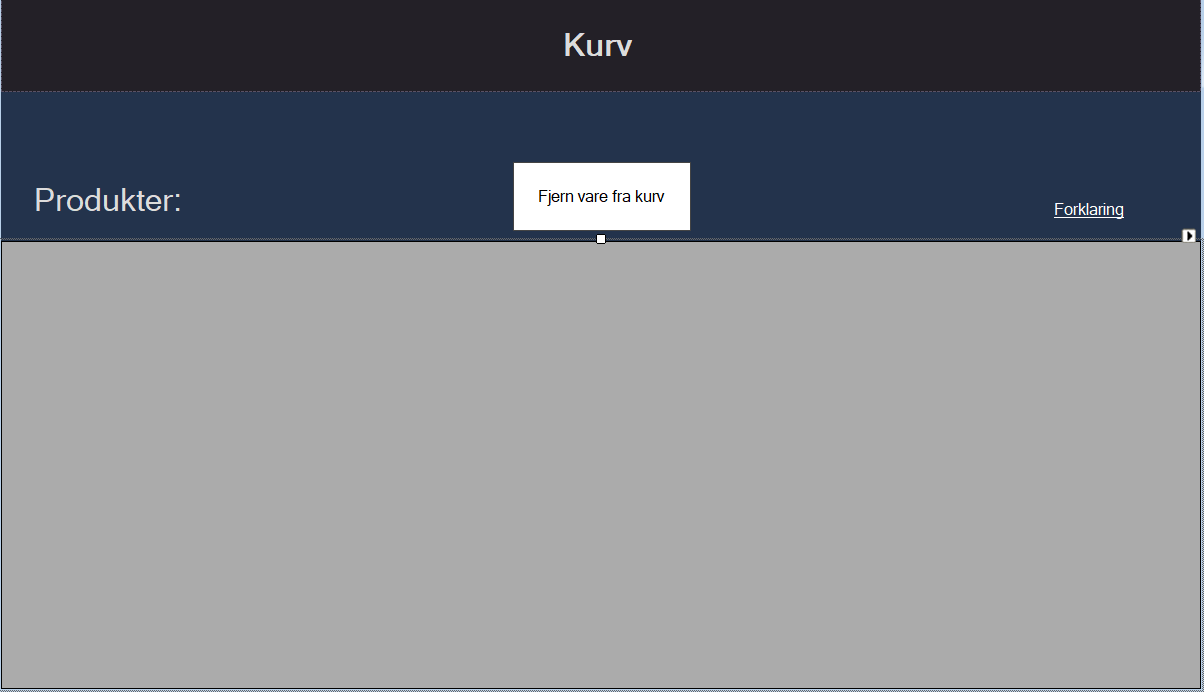 Kurv
Produkter:
Fjern vare fra kurv
Forklaring